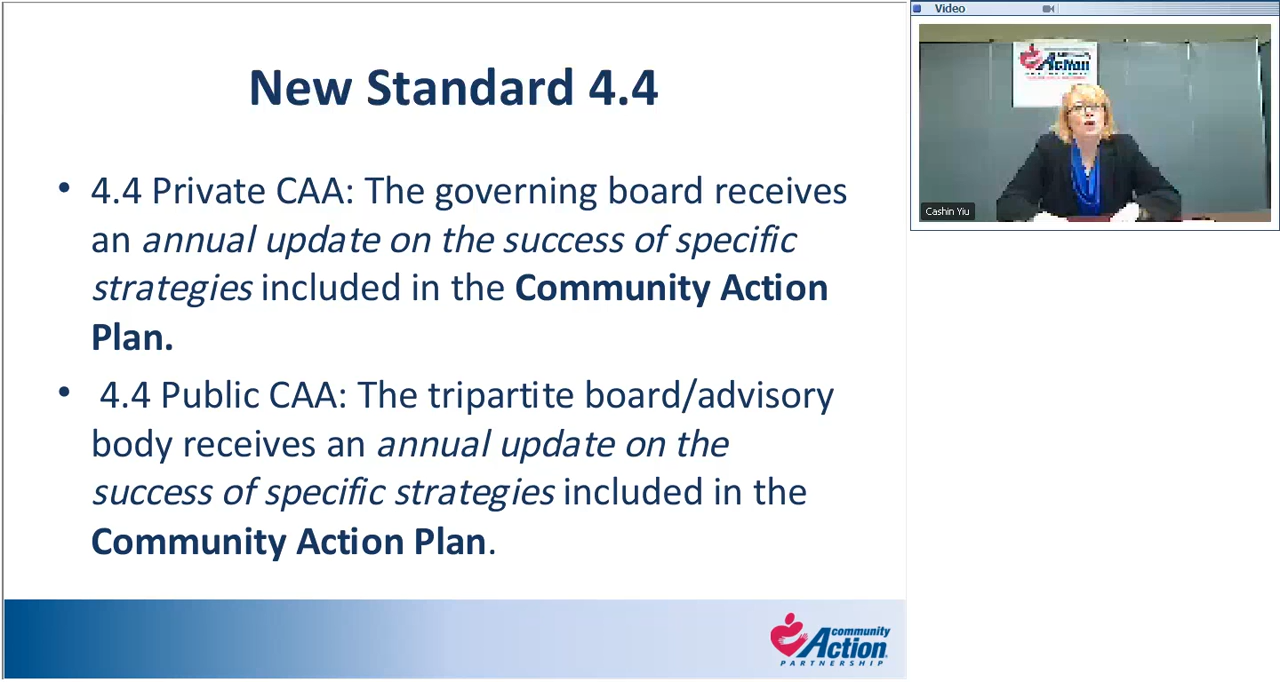 New Standard 4.4
• 4.4 Private CAA: The governing board receives
an annual update on the success of specific
strategies included in the Community Action
Plan.
• 4.4 Public CAA: The tripartite board/advisory
body receives an annual update on the
success of specific strategies included in the
Community Action Plan.
community
Action
PARTNERSHIP
Video
Action
Cashin Yiu